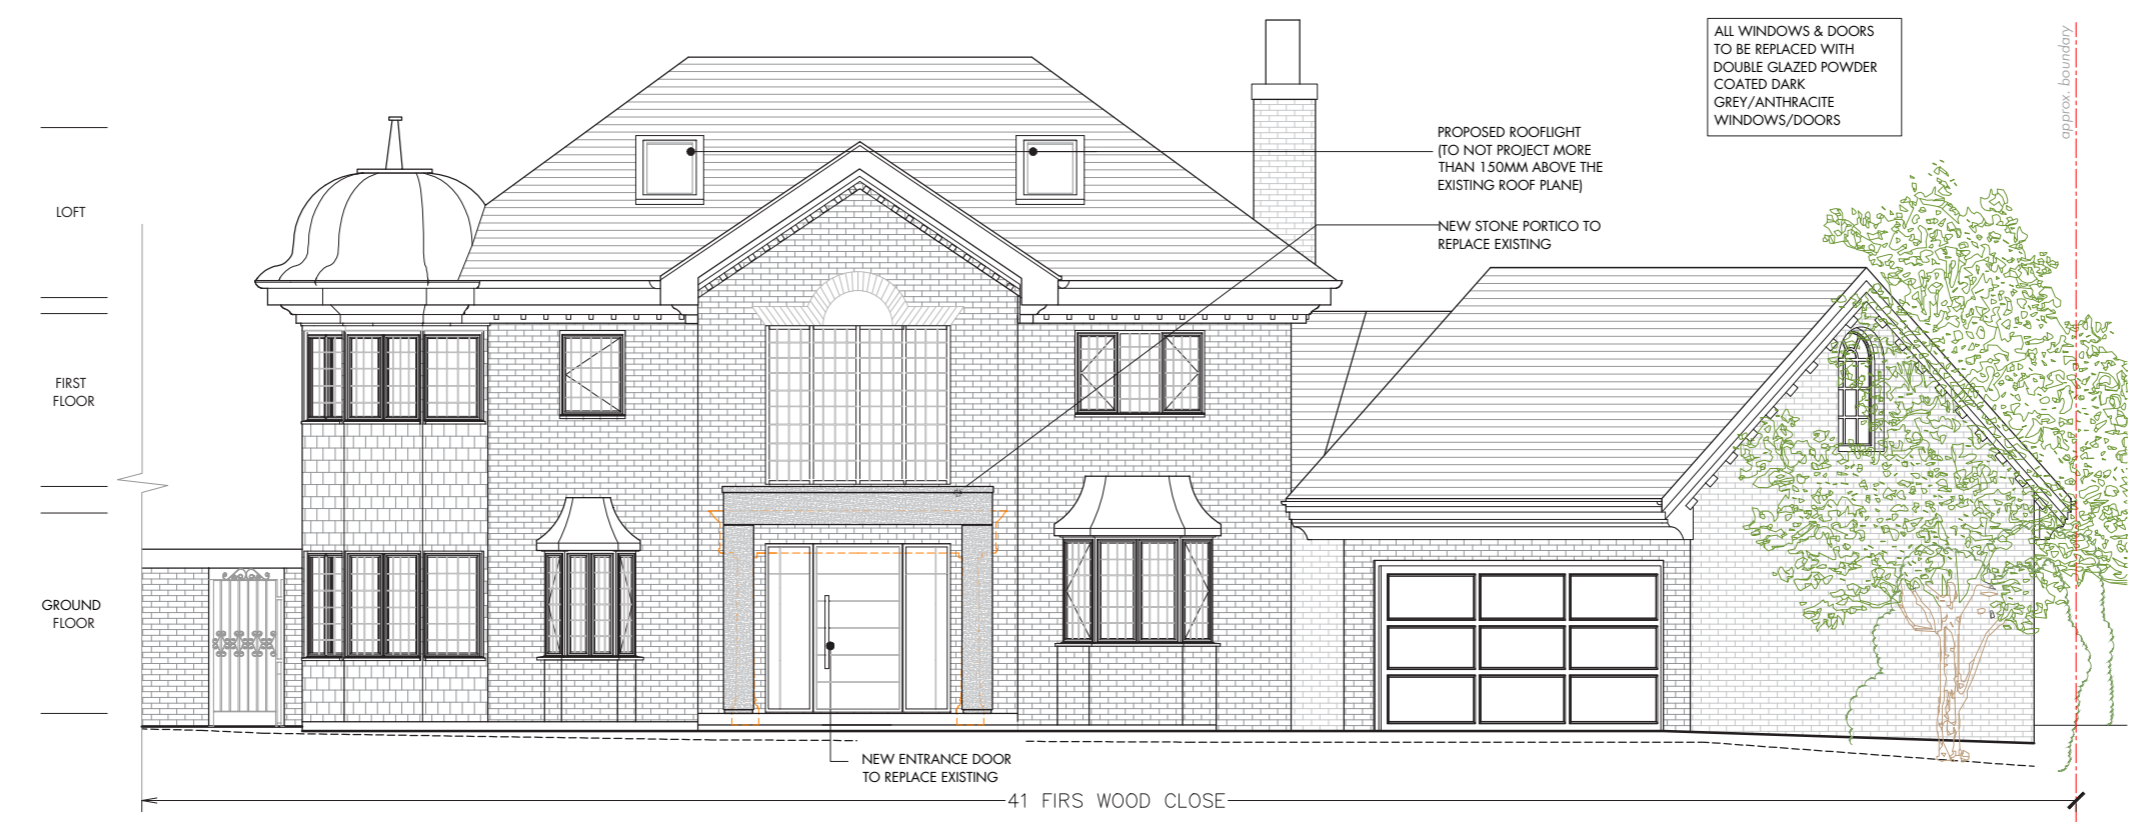 ALL WINDOWS & DOORS
TO BE REPLACED WITH
DOUBLE GLAZED POWDER
COATED DARK
GREY/ANTHRACITE
WINDOWS/DOORS
approx. boundary
PROPOSED ROOFLIGHT
(TO NOT PROJECT MORE
THAN 150MM ABOVE THE
EXISTING ROOF PLANE)
NEW STONE PORTICO TO
REPLACE EXISTING
LOFT
FIRST
FLOOR
GROUND
FLOOR
NEW ENTRANCE DOOR
TO REPLACE EXISTING
41 FIRS WOOD CLOSE